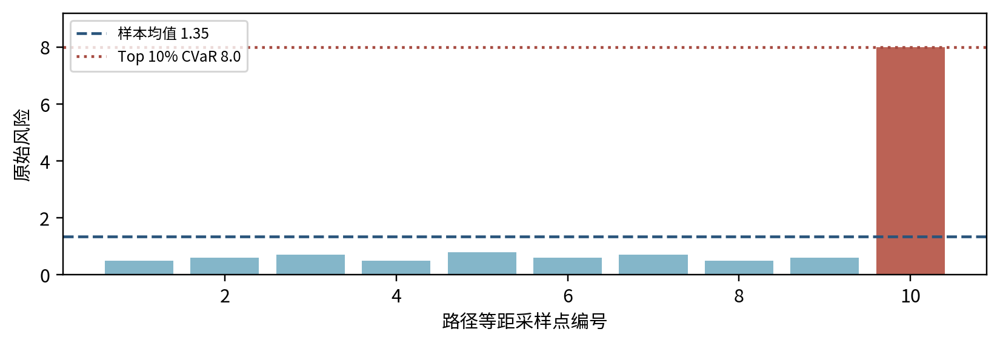 样本均值 1.35
Top 10% CVaR 8.0
原始风险
8
6
4
2
0
2 4 6 8 10
路径等距采样点编号